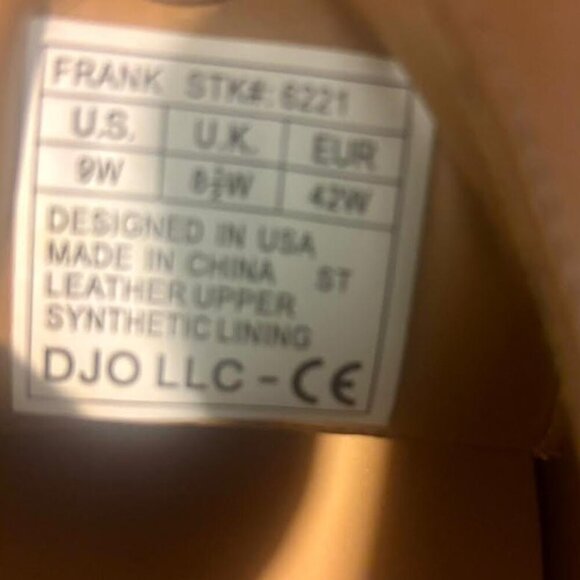 FRANK STK#: 6221
U.S. U.K. EUR
9W 8½W 42W
DESIGNED IN USA
MADE IN CHINA ST
LEATHER UPPER
SYNTHETIC LINING
DJO LLC - CE